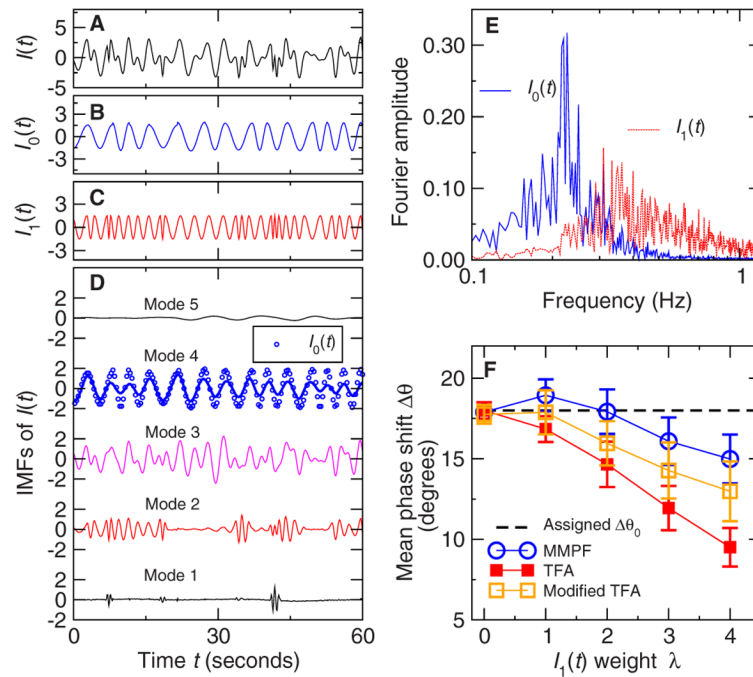 A
I(t)
5
0
-5
B
I0(t)
3
0
-3
C
I1(t)
3
0
-3
D
IMFs of I(t)
Mode 5
2
0
-2
I0(t)
Mode 4
2
0
-2
Mode 3
2
0
-2
Mode 2
2
0
-2
Mode 1
2
0
-2
0 30 60
Time t (seconds)
E
Fourier amplitude
0.30
0.20
0.10
0.00
I0(t)
I1(t)
0.1 1
Frequency (Hz)
F
Mean phase shift Δθ
(degrees)
20
15
10
5
Assigned Δθ0
MMPF
TFA
Modified TFA
0 1 2 3 4
I1(t) weight λ